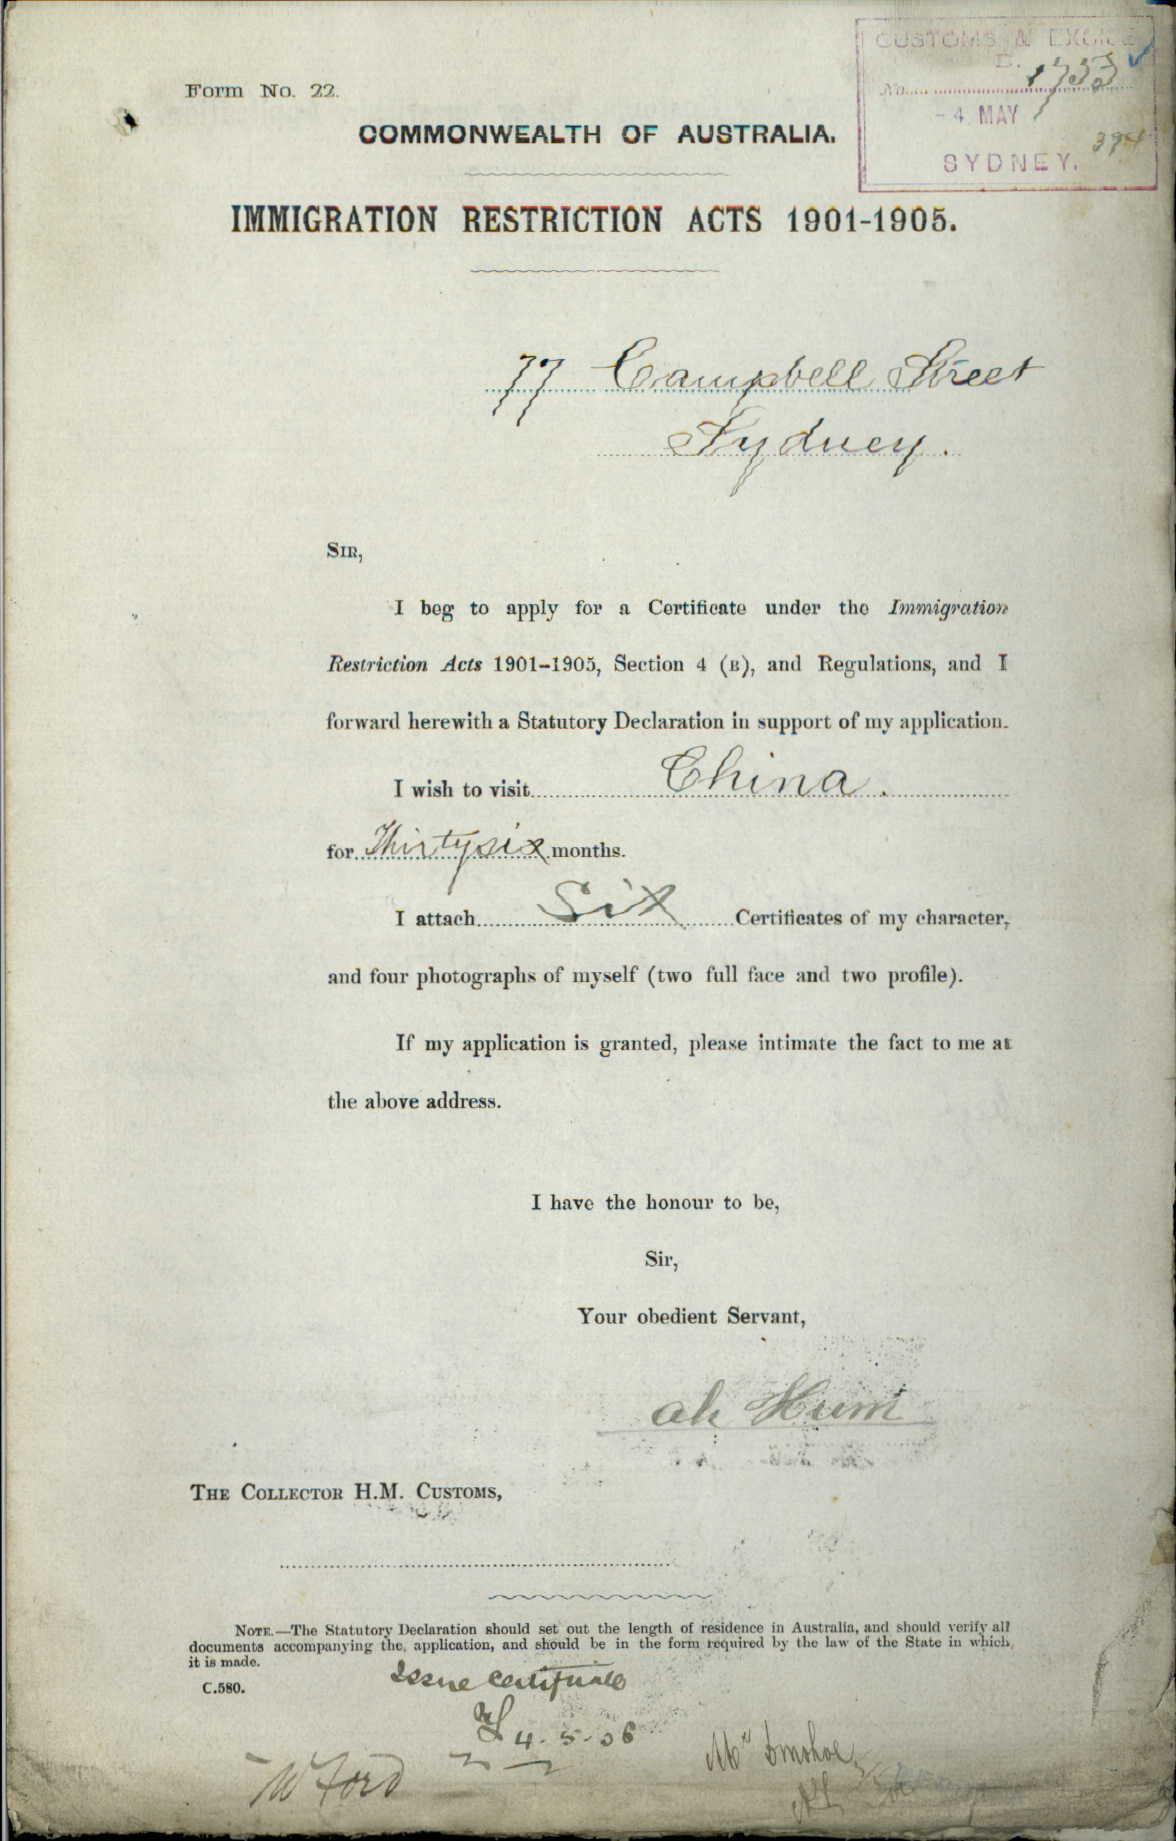 CUSTOMS & EXCISE
No. 1753
Form No. 22.
- 4. MAY
COMMONWEALTH OF AUSTRALIA.
394
SYDNEY.
IMMIGRATION RESTRICTION ACTS 1901-1905.
77 Campbell Street
Sydney.
SIR,
I beg to apply for a Certificate under the Immigration
Restriction Acts 1901-1905, Section 4 (B), and Regulations, and I
forward herewith a Statutory Declaration in support of my application.
I wish to visit China.
for Thirtysix months.
I attach Six Certificates of my character,
and four photographs of myself (two full face and two profile).
If my application is granted, please intimate the fact to me at
the above address.
I have the honour to be,
Sir,
Your obedient Servant,
ah Hum
THE COLLECTOR H.M. CUSTOMS,
NOTE.—The Statutory Declaration should set out the length of residence in Australia, and should verify all
documents accompanying the application, and should be in the form required by the law of the State in which
it is made.
C.580.
Issue certificate
4-5-06
Mr Donohoe
Mr Ford